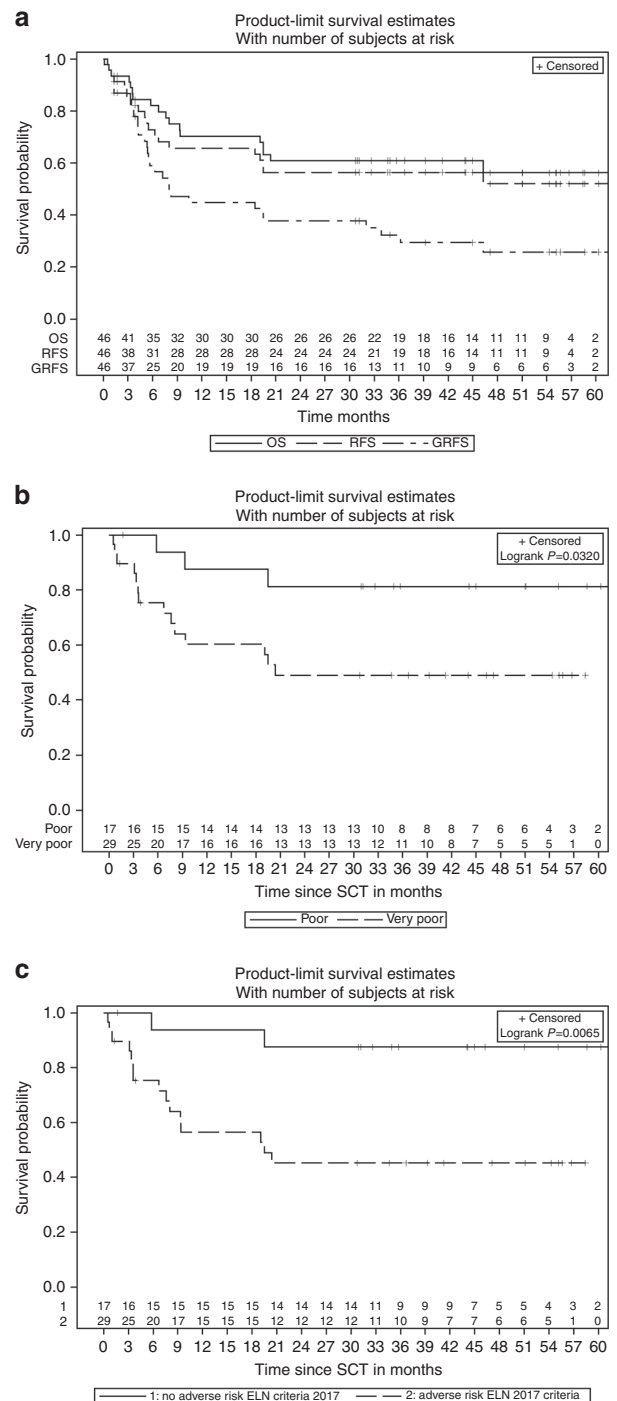 a
Product-limit survival estimates
With number of subjects at risk
+ Censored
1.0
0.8
0.6
0.4
0.2
0.0
Survival probability
OS 46 41 35 32 30 30 30 26 26 26 26 22 19 18 16 14 11 11 9 4 2
RFS 46 38 31 28 28 28 28 24 24 24 24 21 19 18 16 14 11 11 9 4 2
GRFS 46 37 25 20 19 19 19 16 16 16 16 13 11 10 9 9 6 6 6 3 2
0 3 6 9 12 15 18 21 24 27 30 33 36 39 42 45 48 51 54 57 60
Time months
OS RFS GRFS
b
Product-limit survival estimates
With number of subjects at risk
+ Censored
Logrank P=0.0320
1.0
0.8
0.6
0.4
0.2
0.0
Survival probability
Poor 17 16 15 15 14 14 14 13 13 13 13 10 8 8 8 7 6 6 4 3 2
Very poor 29 25 20 17 16 16 16 13 13 13 13 12 11 10 8 7 5 5 5 1 0
0 3 6 9 12 15 18 21 24 27 30 33 36 39 42 45 48 51 54 57 60
Time since SCT in months
Poor Very poor
c
Product-limit survival estimates
With number of subjects at risk
+ Censored
Logrank P=0.0065
1.0
0.8
0.6
0.4
0.2
0.0
Survival probability
1 17 16 15 15 15 15 15 14 14 14 14 11 9 9 9 7 5 5 4 3 2
2 29 25 20 17 15 15 15 12 12 12 12 11 10 9 7 7 6 6 5 1 0
0 3 6 9 12 15 18 21 24 27 30 33 36 39 42 45 48 51 54 57 60
Time since SCT in months
1: no adverse risk ELN criteria 2017 2: adverse risk ELN 2017 criteria